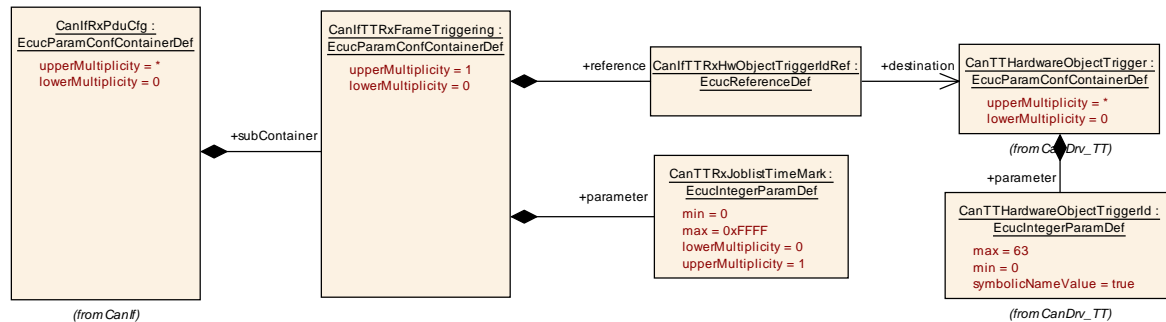 CanIfRxPduCfg :
EcucParamConfContainerDef
upperMultiplicity = *
lowerMultiplicity = 0
(from CanIf)
+subContainer
CanIfTTRxFrameTriggering :
EcucParamConfContainerDef
upperMultiplicity = 1
lowerMultiplicity = 0
+reference
CanIfTTRxHwObjectTriggerIdRef :
EcucReferenceDef
+destination
CanTTHardwareObjectTrigger :
EcucParamConfContainerDef
upperMultiplicity = *
lowerMultiplicity = 0
(from CanDrv_TT)
+parameter
CanTTRxJoblistTimeMark :
EcucIntegerParamDef
min = 0
max = 0xFFFF
lowerMultiplicity = 0
upperMultiplicity = 1
+parameter
CanTTHardwareObjectTriggerId :
EcucIntegerParamDef
max = 63
min = 0
symbolicNameValue = true
(from CanDrv_TT)